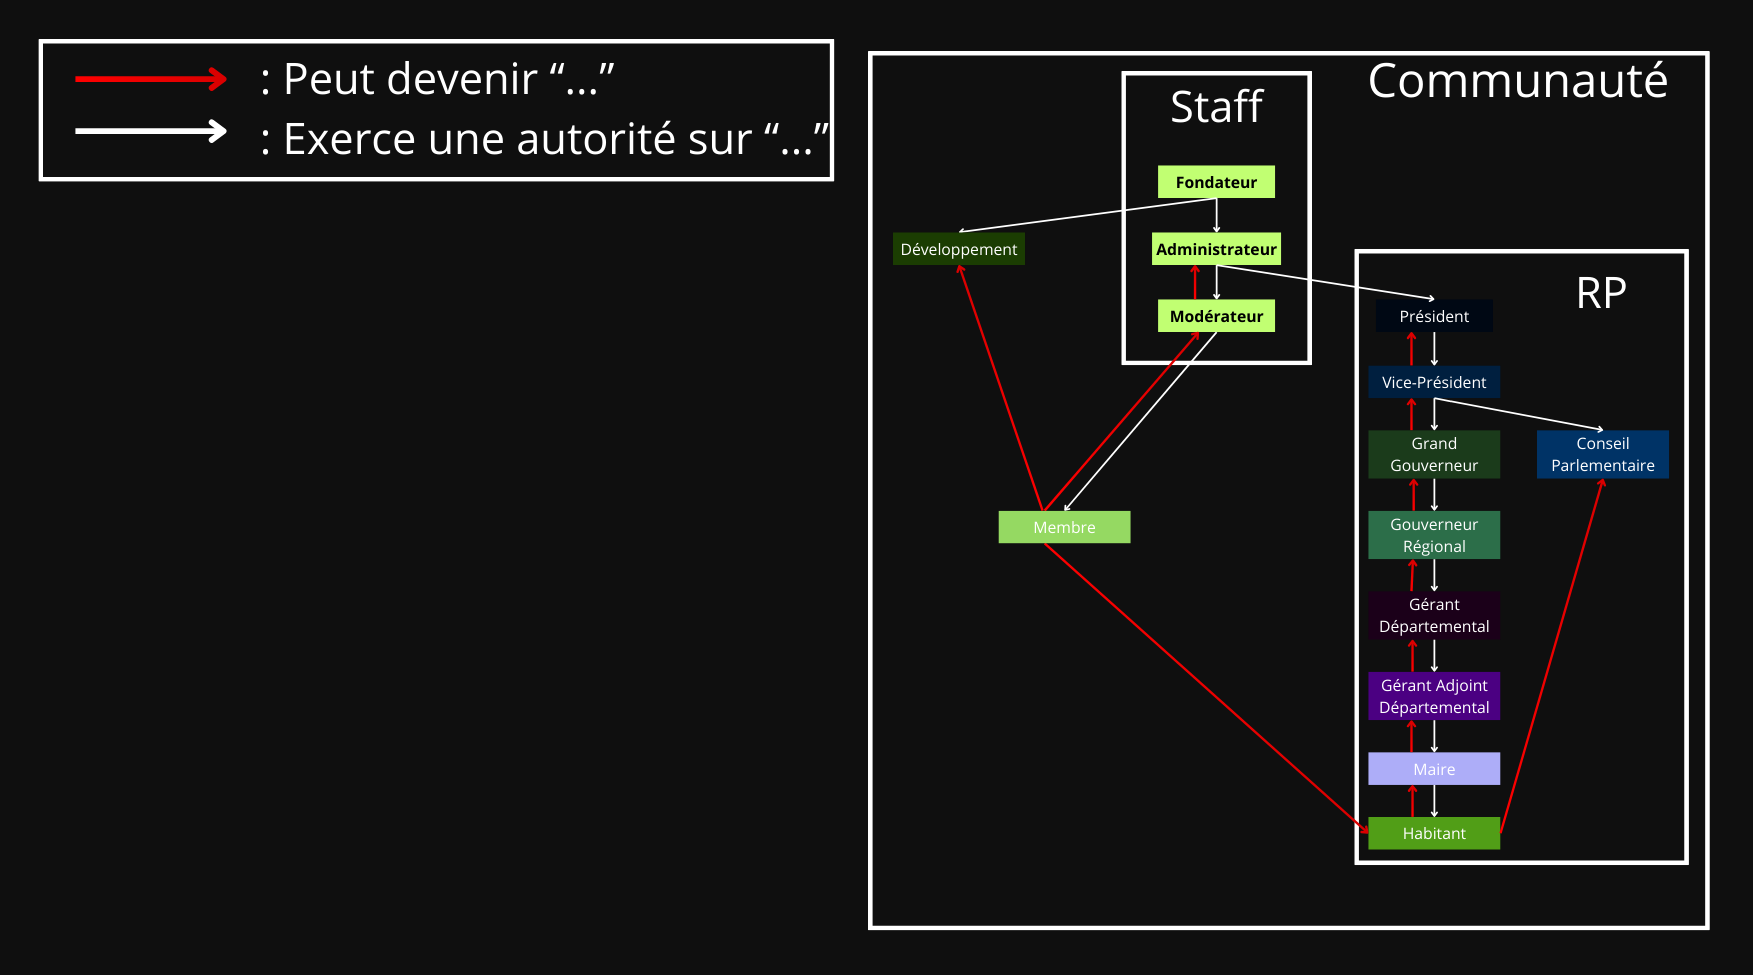 : Peut devenir “...”
: Exerce une autorité sur “...”
Communauté
Staff
Fondateur
Développement
Administrateur
Modérateur
Membre
RP
Président
Vice-Président
Grand
Gouverneur
Conseil
Parlementaire
Gouverneur
Régional
Gérant
Départemental
Gérant Adjoint
Départemental
Maire
Habitant